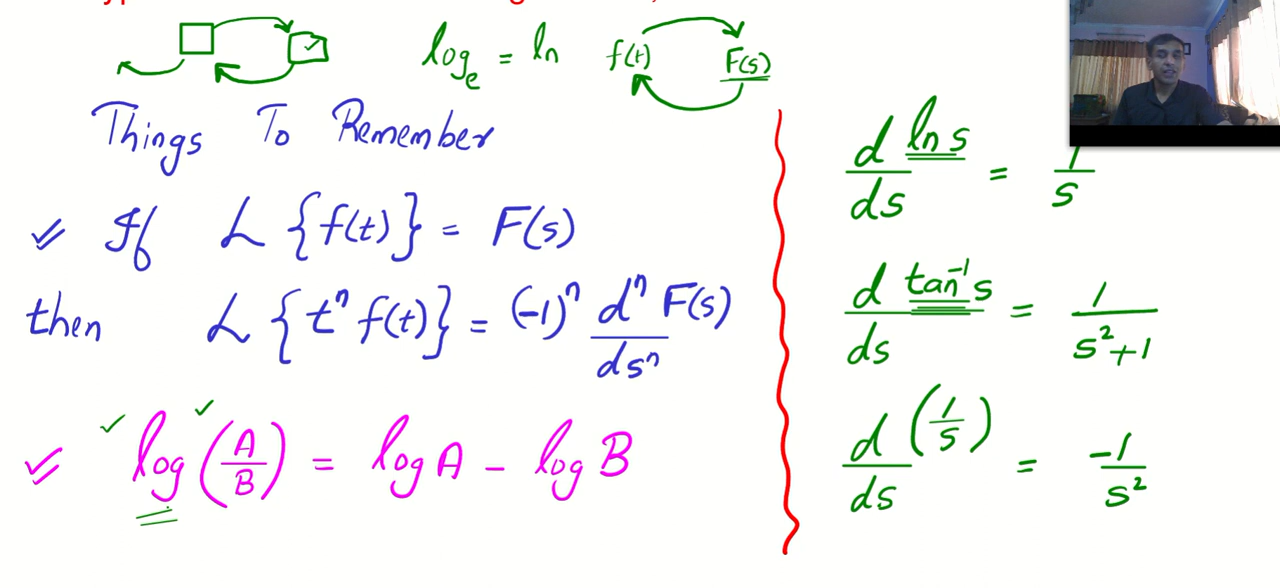 log_e = ln f(t) F(s)
Things To Remember
If L {f(t)} = F(s)
then L {t^n f(t)} = (-1)^n d^n F(s) / ds^n
log (A/B) = log A - log B
d ln s / ds = 1/s
d tan^-1 s / ds = 1 / s^2+1
d (1/s) / ds = -1 / s^2